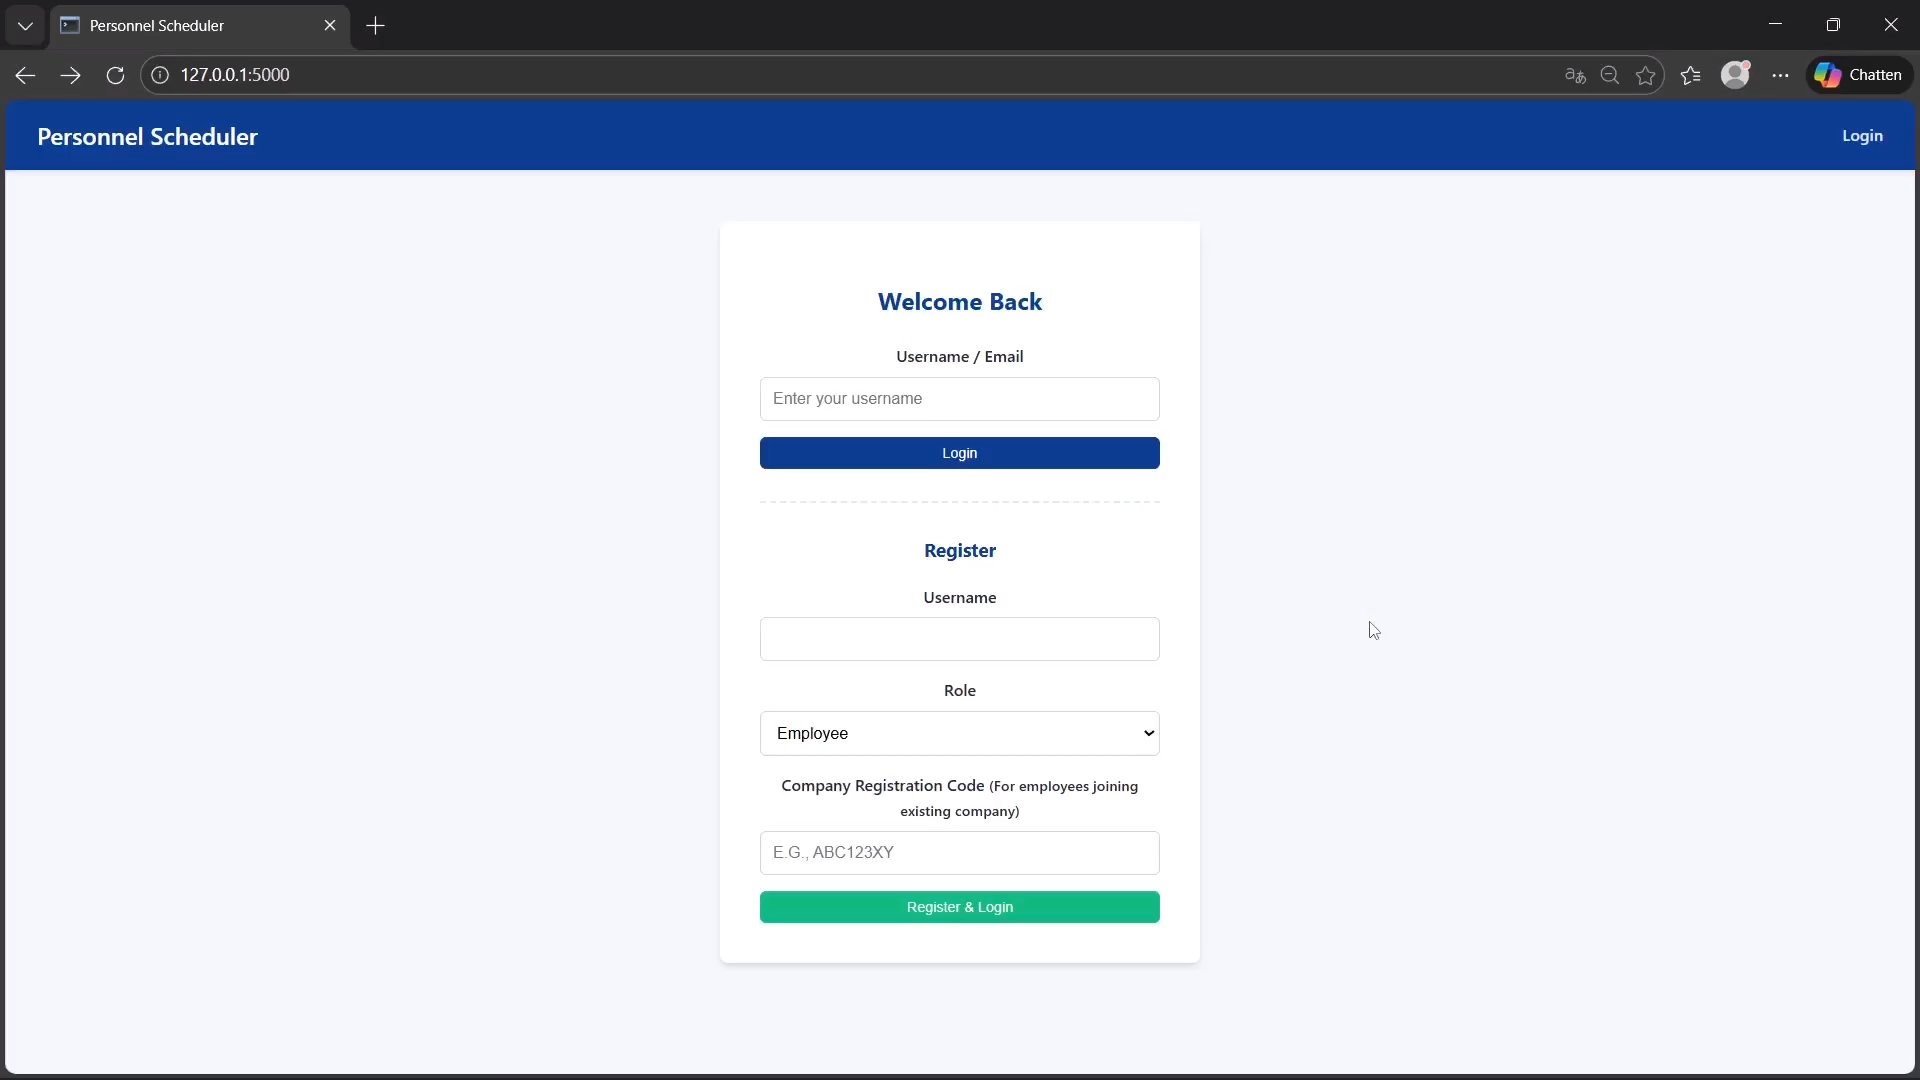 Personnel Scheduler
127.0.0.1:5000
Chatten
Personnel Scheduler
Login
Welcome Back
Username / Email
Enter your username
Login
Register
Username
Role
Employee
Company Registration Code (For employees joining
existing company)
E.G., ABC123XY
Register & Login